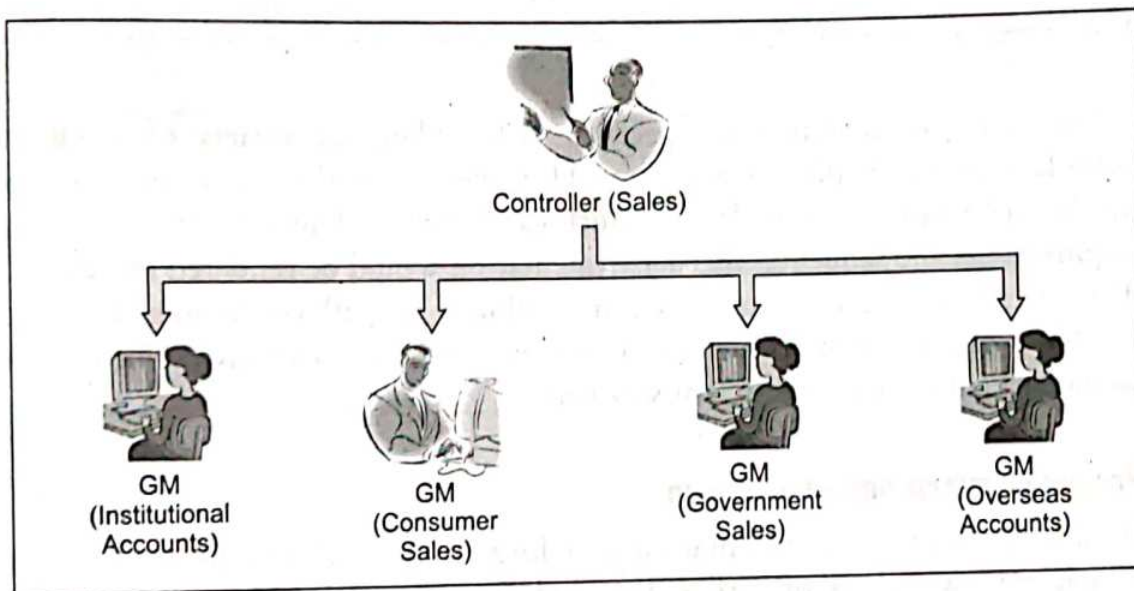 Controller (Sales)
GM
(Institutional
Accounts)
GM
(Consumer
Sales)
GM
(Government
Sales)
GM
(Overseas
Accounts)